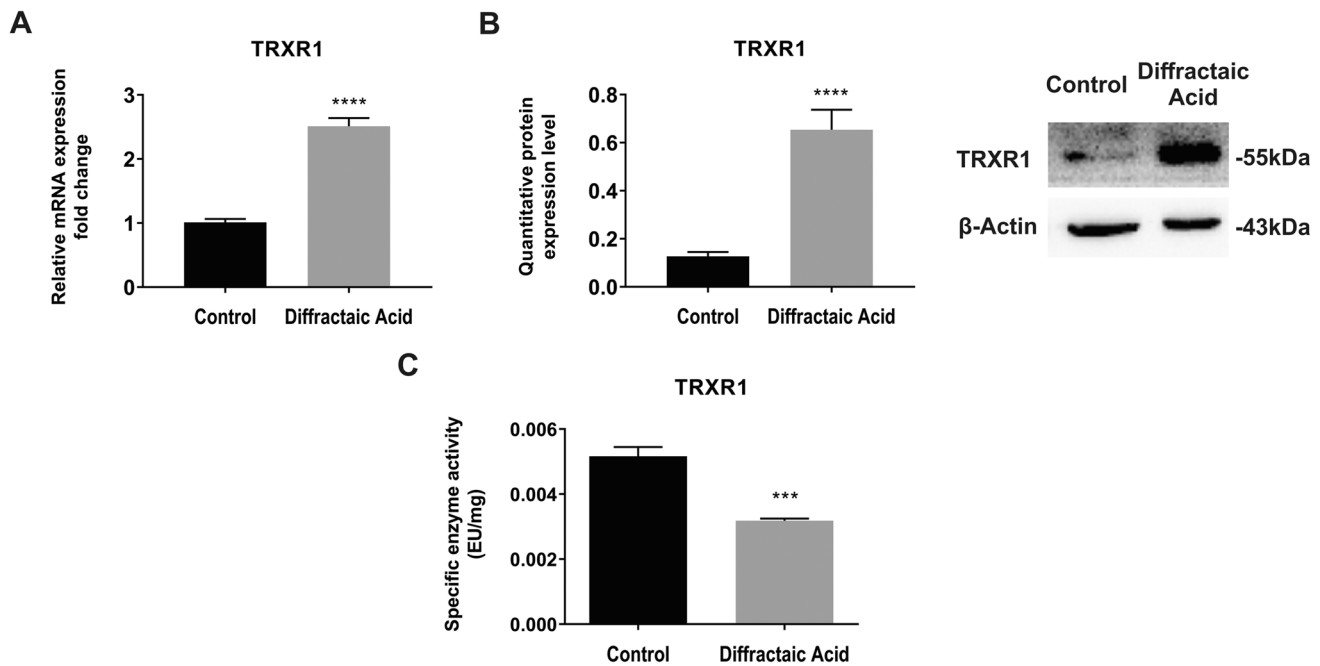 A
TRXR1
Relative mRNA expression
fold change
3
2
1
0
****
Control
Diffractaic Acid
B
TRXR1
Quantitative protein
expression level
0.8
0.6
0.4
0.2
0.0
****
Control
Diffractaic Acid
Control
Diffractaic
Acid
TRXR1
-55kDa
β-Actin
-43kDa
C
TRXR1
Specific enzyme activity
(EU/mg)
0.006
0.004
0.002
0.000
***
Control
Diffractaic Acid